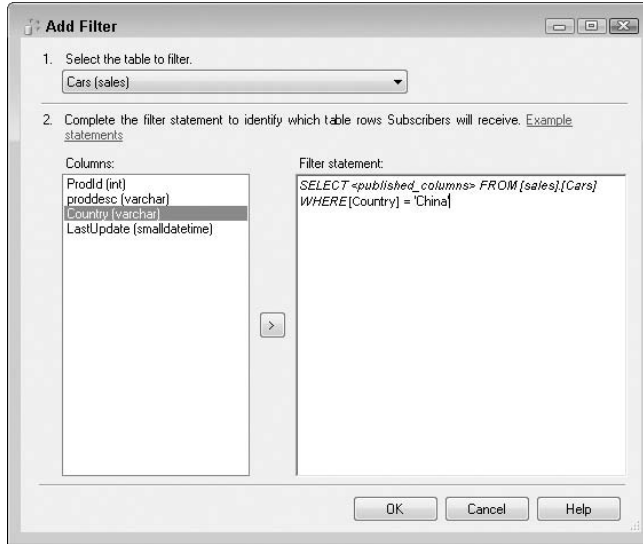 Add Filter
1. Select the table to filter.
Cars (sales)
2. Complete the filter statement to identify which table rows Subscribers will receive. Example
statements
Columns:
ProdId (int)
proddesc (varchar)
Country (varchar)
LastUpdate (smalldatetime)
>
Filter statement:
SELECT <published_columns> FROM [sales].[Cars]
WHERE [Country] = 'China'
OK Cancel Help